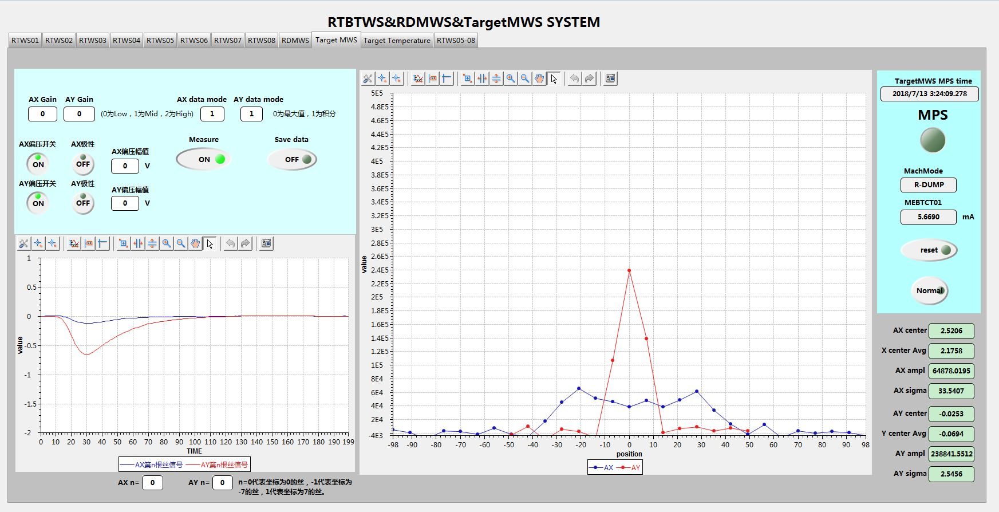 RTBTWS&RDMWS&TargetMWS SYSTEM
RTWS01 RTWS02 RTWS03 RTWS04 RTWS05 RTWS06 RTWS07 RTWS08 RDMWS Target MWS Target Temperature RTWS05-08
AX Gain AY Gain AX data mode AY data mode
0 0 (0为Low，1为Mid，2为High) 1 1 0为最大值，1为积分
AX偏压开关 AX极性 AX偏压幅值 Measure Save data
ON OFF 0 V ON OFF
AY偏压开关 AY极性 AY偏压幅值
ON OFF 0 V
1
0.5
0
-0.5
-1
-1.5
-2
value
0 10 20 30 40 50 60 70 80 90 100 110 120 130 140 150 160 170 180 190 199
TIME
AX第n根丝信号 AY第n根丝信号
AX n= 0 AY n= 0 n=0代表坐标为0的丝，-1代表坐标为
-7的丝，1代表坐标为7的丝。
5E5
4.8E5
4.6E5
4.4E5
4.2E5
4E5
3.8E5
3.6E5
3.4E5
3.2E5
3E5
2.8E5
2.6E5
2.4E5
2.2E5
2E5
1.8E5
1.6E5
1.4E5
1.2E5
1E5
8E4
6E4
4E4
2E4
-4E3
value
-98 -90 -80 -70 -60 -50 -40 -30 -20 -10 0 10 20 30 40 50 60 70 80 98
position
AX AY
TargetMWS MPS time
2018/7/13 3:24:09.278
MPS
MachMode
R-DUMP
MEBTCT01
5.6690 mA
reset
Normal
AX center 2.5206
X center Avg 2.1758
AX ampl 64878.0195
AX sigma 33.5407
AY center -0.0253
Y center Avg -0.0694
AY ampl 238841.5512
AY sigma 2.5456